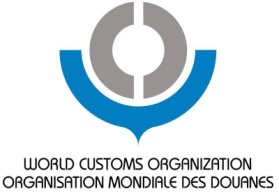 WORLD CUSTOMS ORGANIZATION
ORGANISATION MONDIALE DES DOUANES